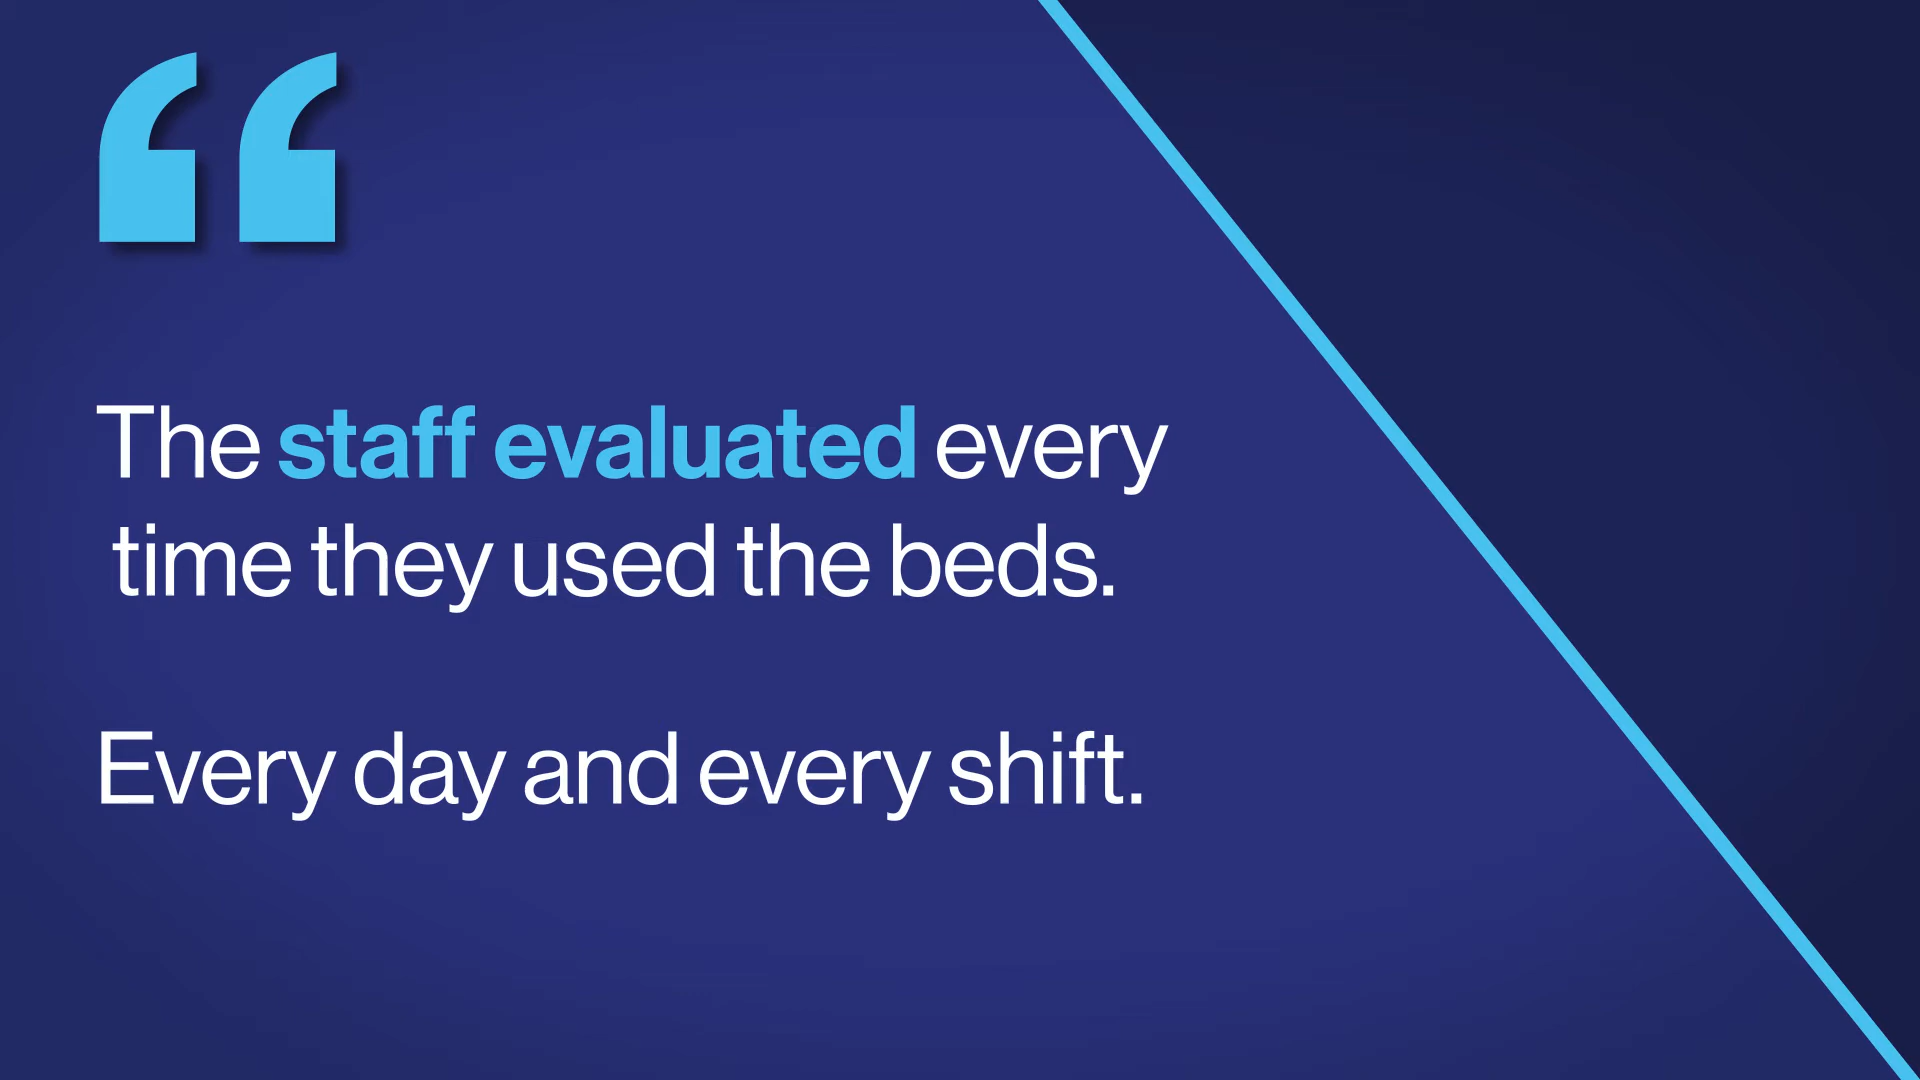 “
The staff evaluated every
time they used the beds.
Every day and every shift.